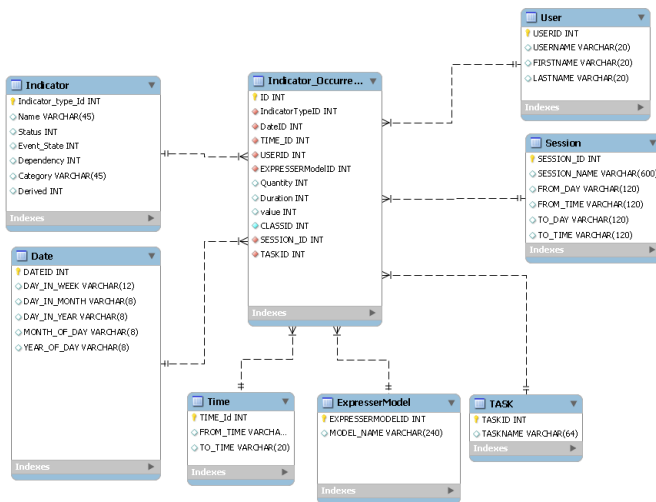 Indicator
Indicator_type_Id INT
Name VARCHAR(45)
Status INT
Event_State INT
Dependency INT
Category VARCHAR(45)
Derived INT
Indexes
Date
DATEID INT
DAY_IN_WEEK VARCHAR(12)
DAY_IN_MONTH VARCHAR(8)
DAY_IN_YEAR VARCHAR(8)
MONTH_OF_DAY VARCHAR(8)
YEAR_OF_DAY VARCHAR(8)
Indexes
Indicator_Occurre...
ID INT
IndicatorTypeID INT
DateID INT
TIME_ID INT
USERID INT
EXPRESSERModelID INT
Quantity INT
Duration INT
value INT
CLASSID INT
SESSION_ID INT
TASKID INT
Indexes
User
USERID INT
USERNAME VARCHAR(20)
FIRSTNAME VARCHAR(20)
LASTNAME VARCHAR(20)
Indexes
Session
SESSION_ID INT
SESSION_NAME VARCHAR(600)
FROM_DAY VARCHAR(120)
FROM_TIME VARCHAR(120)
TO_DAY VARCHAR(120)
TO_TIME VARCHAR(120)
Indexes
Time
TIME_Id INT
FROM_TIME VARCHA...
TO_TIME VARCHAR(20)
Indexes
ExpresserModel
EXPRESSERMODELID INT
MODEL_NAME VARCHAR(240)
Indexes
TASK
TASKID INT
TASKNAME VARCHAR(64)
Indexes